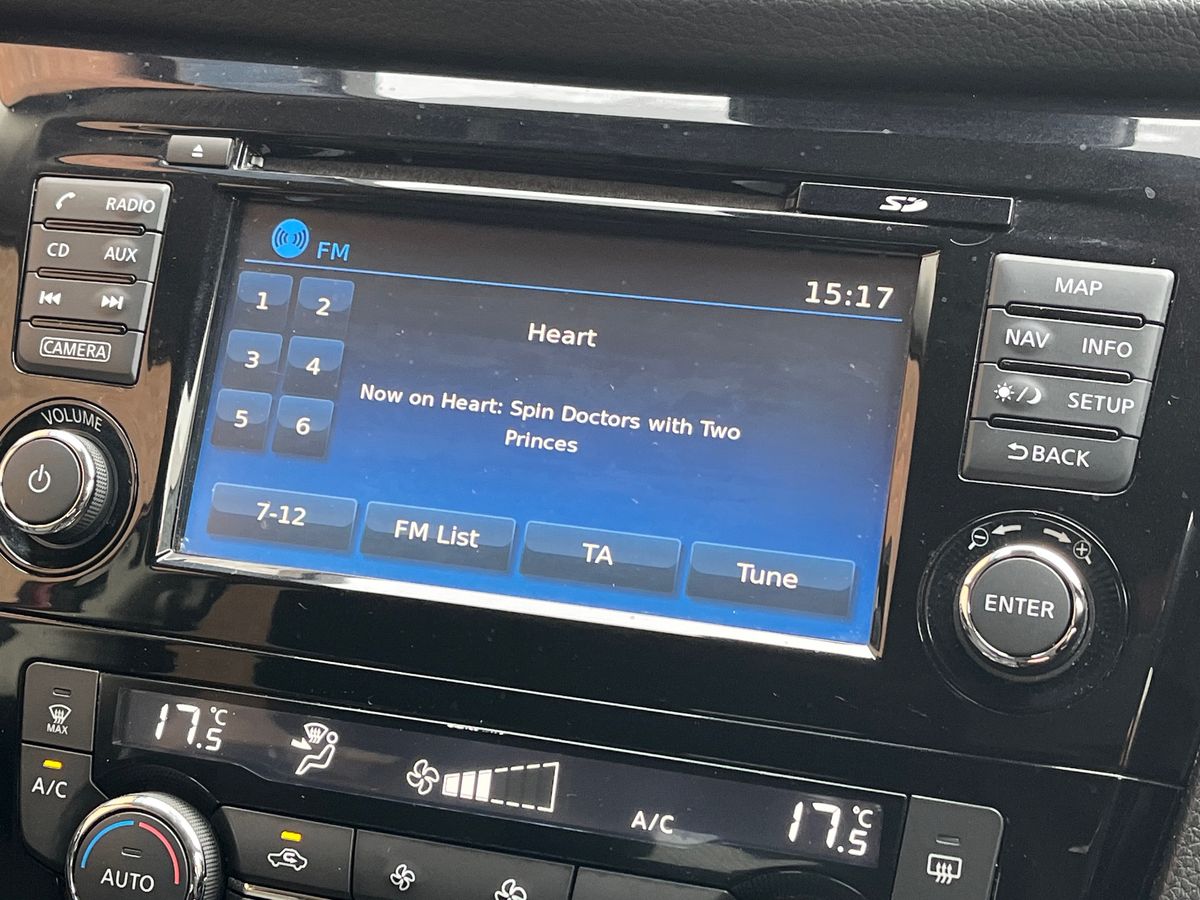 RADIO
CD AUX
CAMERA
VOLUME
SD
FM
15:17
1 2
3 4
5 6
Heart
Now on Heart: Spin Doctors with Two
Princes
7-12 FM List TA Tune
MAP
NAV INFO
SETUP
BACK
ENTER
MAX
A/C
AUTO
17.5°C
A/C
17.5°C